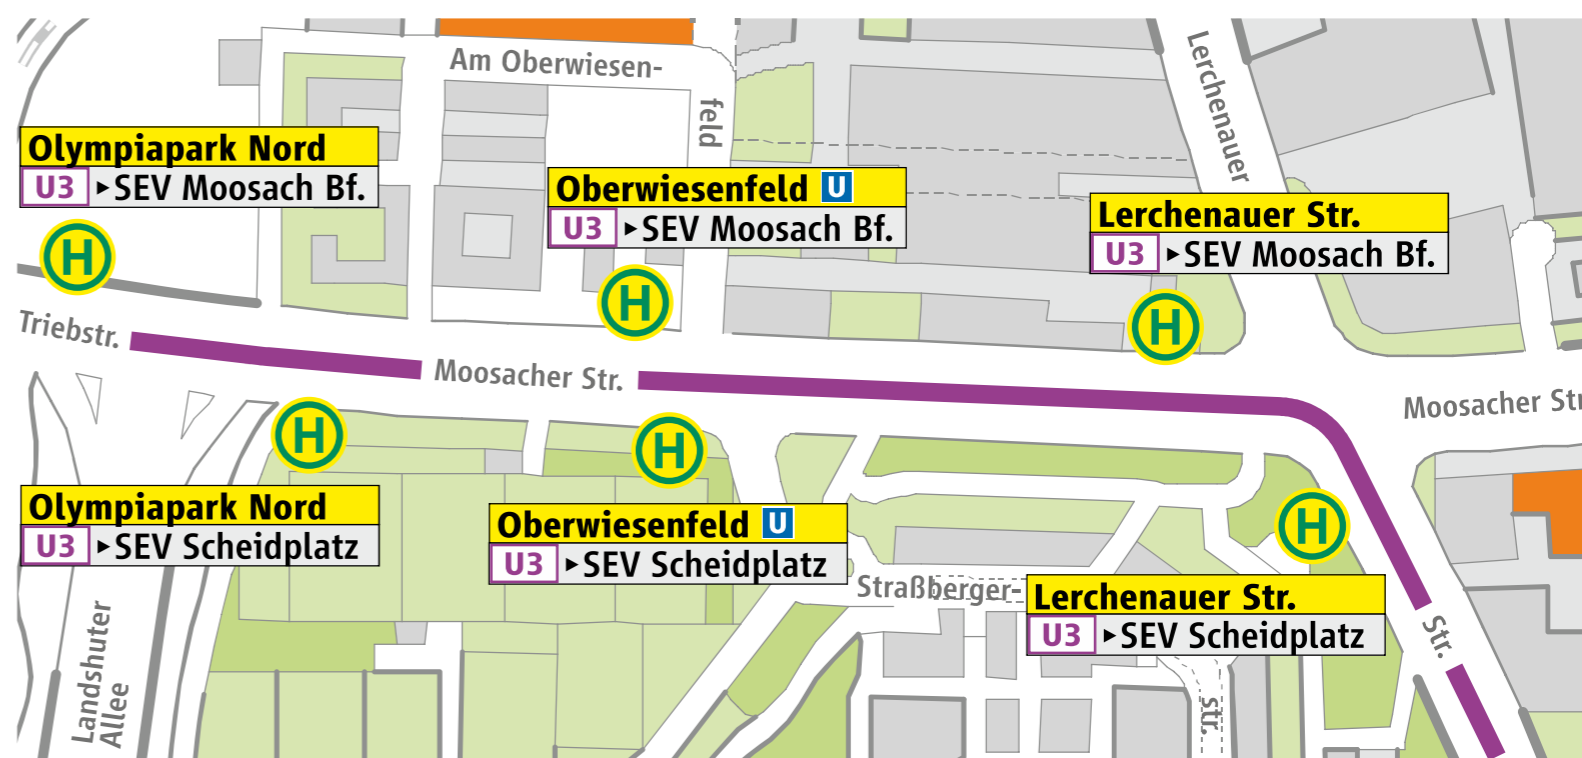 Am Oberwiesen-
feld
Lerchenauer
Olympiapark Nord
U3 ▸SEV Moosach Bf.
Oberwiesenfeld U
U3 ▸SEV Moosach Bf.
Lerchenauer Str.
U3 ▸SEV Moosach Bf.
H
H
H
Triebstr.
Moosacher Str.
Moosacher Str
H
H
H
Olympiapark Nord
U3 ▸SEV Scheidplatz
Oberwiesenfeld U
U3 ▸SEV Scheidplatz
Straßberger-
str.
Lerchenauer Str.
U3 ▸SEV Scheidplatz
Str.
Landshuter
Allee